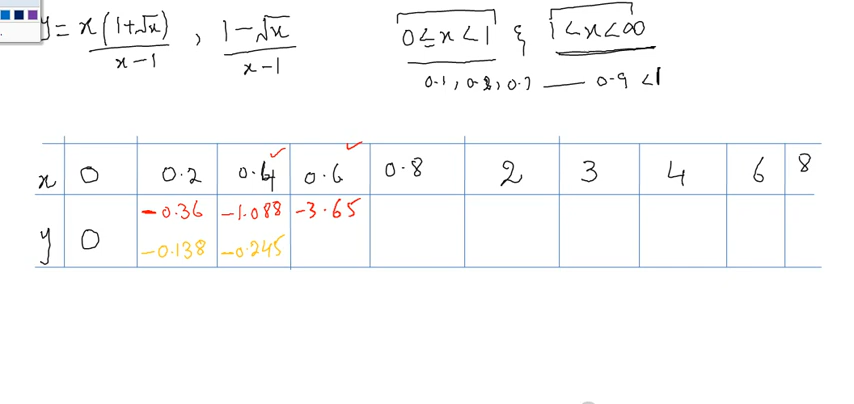 y = x(1+√x)/x-1 , 1-√x/x-1 0≤x<1 & 1<x<∞
0.1, 0.2, 0.3 —— 0.9 <1
x 0 0.2 0.4 0.6 0.8 2 3 4 6 8
-0.36 -1.088 -3.65
y 0
-0.138 -0.245